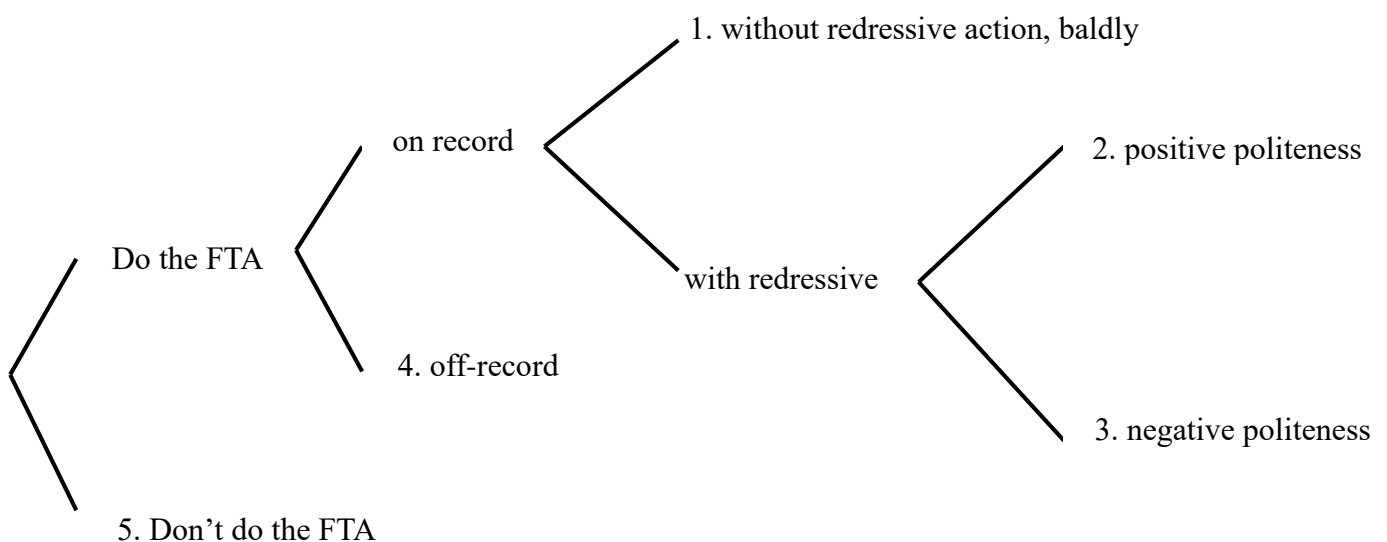 1. without redressive action, baldly
on record
2. positive politeness
Do the FTA
with redressive
4. off-record
3. negative politeness
5. Don’t do the FTA